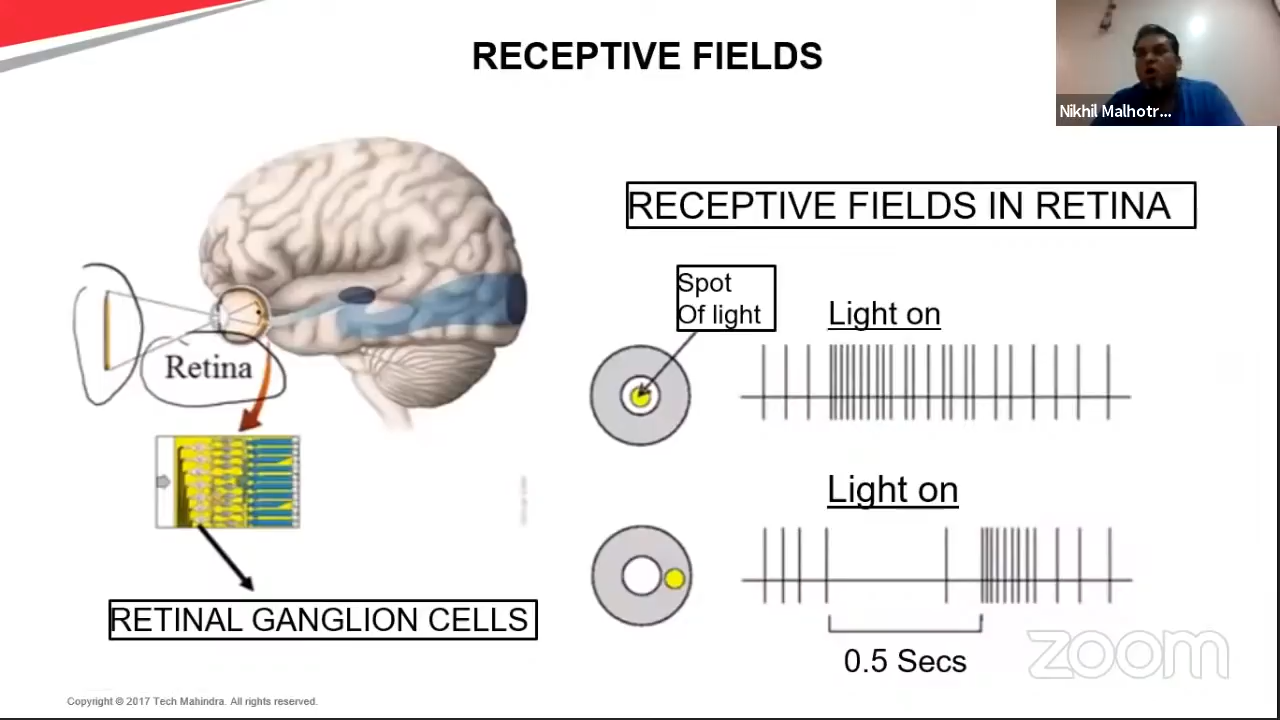 RECEPTIVE FIELDS
Nikhil Malhotr...
RECEPTIVE FIELDS IN RETINA
Spot
Of light
Light on
Retina
Light on
RETINAL GANGLION CELLS
0.5 Secs
zoom
Copyright © 2017 Tech Mahindra. All rights reserved.